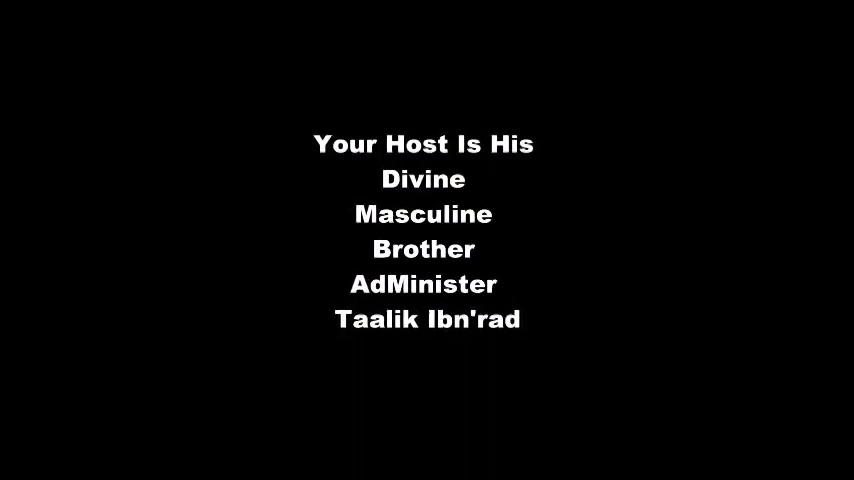 Your Host Is His
Divine
Masculine
Brother
AdMinister
Taalik Ibn'rad